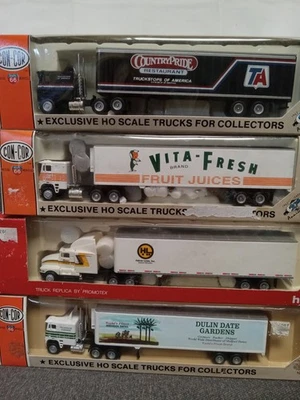 CON-COR
COUNTRYPRIDE
RESTAURANT
TRUCKSTOPS OF AMERICA
TA
★ EXCLUSIVE HO SCALE TRUCKS FOR COLLECTORS ★
CON-COR
VITA-FRESH
BRAND
FRUIT JUICES
★ EXCLUSIVE HO SCALE TRUCKS COLLECTORS
HL
TRUCK REPLICA BY PROMOTEX
h
CON-COR
DULIN DATE
GARDENS
★ EXCLUSIVE HO SCALE TRUCKS FOR COLLECTORS